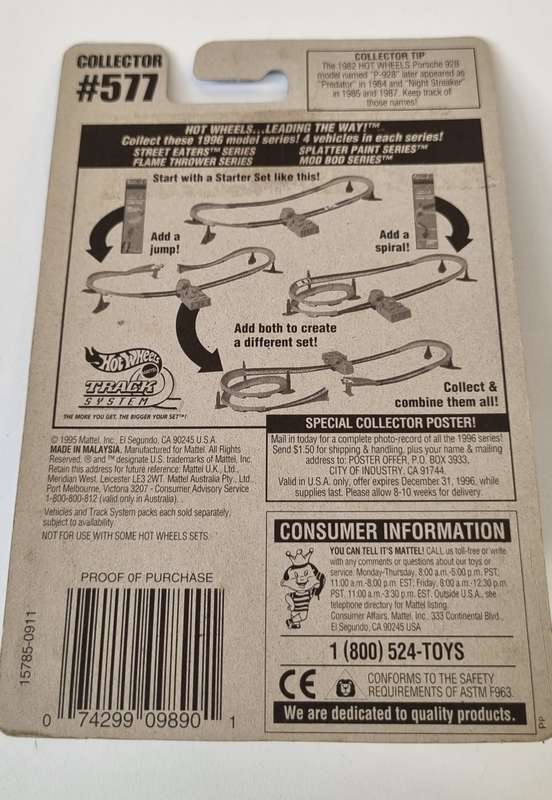 COLLECTOR
#577
COLLECTOR TIP
The 1982 HOT WHEELS Porsche 928
model named "P-928" later appeared as
"Predator" in 1984 and "Night Streaker"
in 1985 and 1987. Keep track of
those names!
HOT WHEELS...LEADING THE WAY!™
Collect these 1996 model series! 4 vehicles in each series!
STREET EATERS™ SERIES
SPLATTER PAINT SERIES™
FLAME THROWER SERIES
MOD BOD SERIES™
Start with a Starter Set like this!
Add a
jump!
Add a
spiral!
Add both to create
a different set!
Collect &
combine them all!
Hot Wheels
MATTEL
TRACK
SYSTEM
THE MORE YOU GET, THE BIGGER YOUR SET™!
© 1995 Mattel, Inc., El Segundo, CA 90245 U.S.A.
MADE IN MALAYSIA. Manufactured for Mattel. All Rights
Reserved. ® and ™ designate U.S. trademarks of Mattel.
Retain this address for future reference: Mattel U.K., Ltd.,
Meridian West, Leicester LE3 2WT. Mattel Australia Pty., Ltd.,
Port Melbourne, Victoria 3207 - Consumer Advisory Service
1-800-800-812 (valid only in Australia).
Vehicles and Track System packs each sold separately,
subject to availability.
NOT FOR USE WITH SOME HOT WHEELS SETS.
SPECIAL COLLECTOR POSTER!
Mail in today for a complete photo-record of all the 1996 series!
Send $1.50 for shipping & handling, plus your name & mailing
address to: POSTER OFFER, P.O. BOX 3933,
CITY OF INDUSTRY, CA 91744.
Valid in U.S.A. only, offer expires December 31, 1996, while
supplies last. Please allow 8-10 weeks for delivery.
CONSUMER INFORMATION
YOU CAN TELL IT'S MATTEL! CALL us toll-free or write
with any comments or questions about our toys or
service, Monday-Thursday, 8:00 a.m.-5:00 p.m. PST,
11:00 a.m.-8:00 p.m. EST; Friday, 8:00 a.m.-12:30 p.m.
PST, 11:00 a.m.-3:30 p.m. EST. Outside U.S.A., see
telephone directory for Mattel listing.
Consumer Affairs, Mattel, Inc., 333 Continental Blvd.,
El Segundo, CA 90245 USA
1 (800) 524-TOYS
CE
CONFORMS TO THE SAFETY
REQUIREMENTS OF ASTM F963.
We are dedicated to quality products.
PP
PROOF OF PURCHASE
0 74299 09890 1
15785-0911